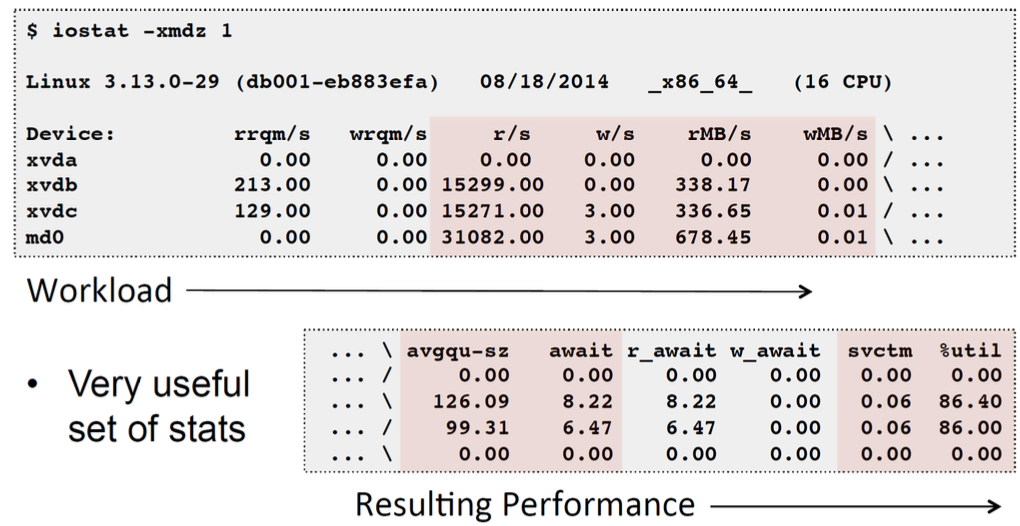 $ iostat -xmdz 1
Linux 3.13.0-29 (db001-eb883efa) 08/18/2014 _x86_64_ (16 CPU)
Device: rrqm/s wrqm/s r/s w/s rMB/s wMB/s \ ...
xvda 0.00 0.00 0.00 0.00 0.00 0.00 / ...
xvdb 213.00 0.00 15299.00 0.00 338.17 0.00 \ ...
xvdc 129.00 0.00 15271.00 3.00 336.65 0.01 / ...
md0 0.00 0.00 31082.00 3.00 678.45 0.01 \ ...
Workload
... \ avgqu-sz await r_await w_await svctm %util
... / 0.00 0.00 0.00 0.00 0.00 0.00
... \ 126.09 8.22 8.22 0.00 0.06 86.40
... / 99.31 6.47 6.47 0.00 0.06 86.00
... \ 0.00 0.00 0.00 0.00 0.00 0.00
• Very useful
set of stats
Resulting Performance